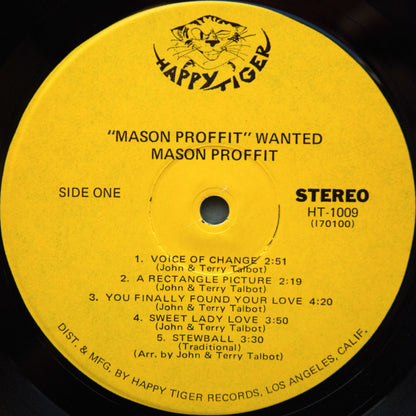 HAPPY TIGER
"MASON PROFFIT" WANTED
MASON PROFFIT
SIDE ONE
STEREO
HT-1009
(170100)
1. VOICE OF CHANGE 2:51
(John & Terry Talbot)
2. A RECTANGLE PICTURE 2:19
(John & Terry Talbot)
3. YOU FINALLY FOUND YOUR LOVE 4:20
(John & Terry Talbot)
4. SWEET LADY LOVE 3:50
(John & Terry Talbot)
5. STEWBALL 3:30
(Traditional)
(Arr. by John & Terry Talbot)
DIST. & MFG. BY HAPPY TIGER RECORDS, LOS ANGELES, CALIF.